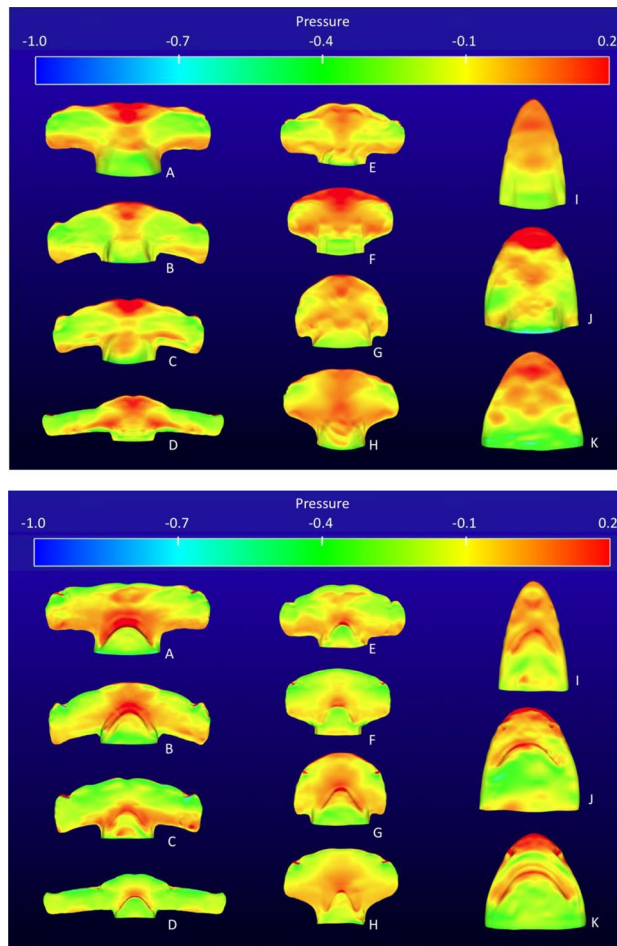 Pressure
-1.0 -0.7 -0.4 -0.1 0.2
A E I
B F J
C G K
D H
Pressure
-1.0 -0.7 -0.4 -0.1 0.2
A E I
B F J
C G K
D H